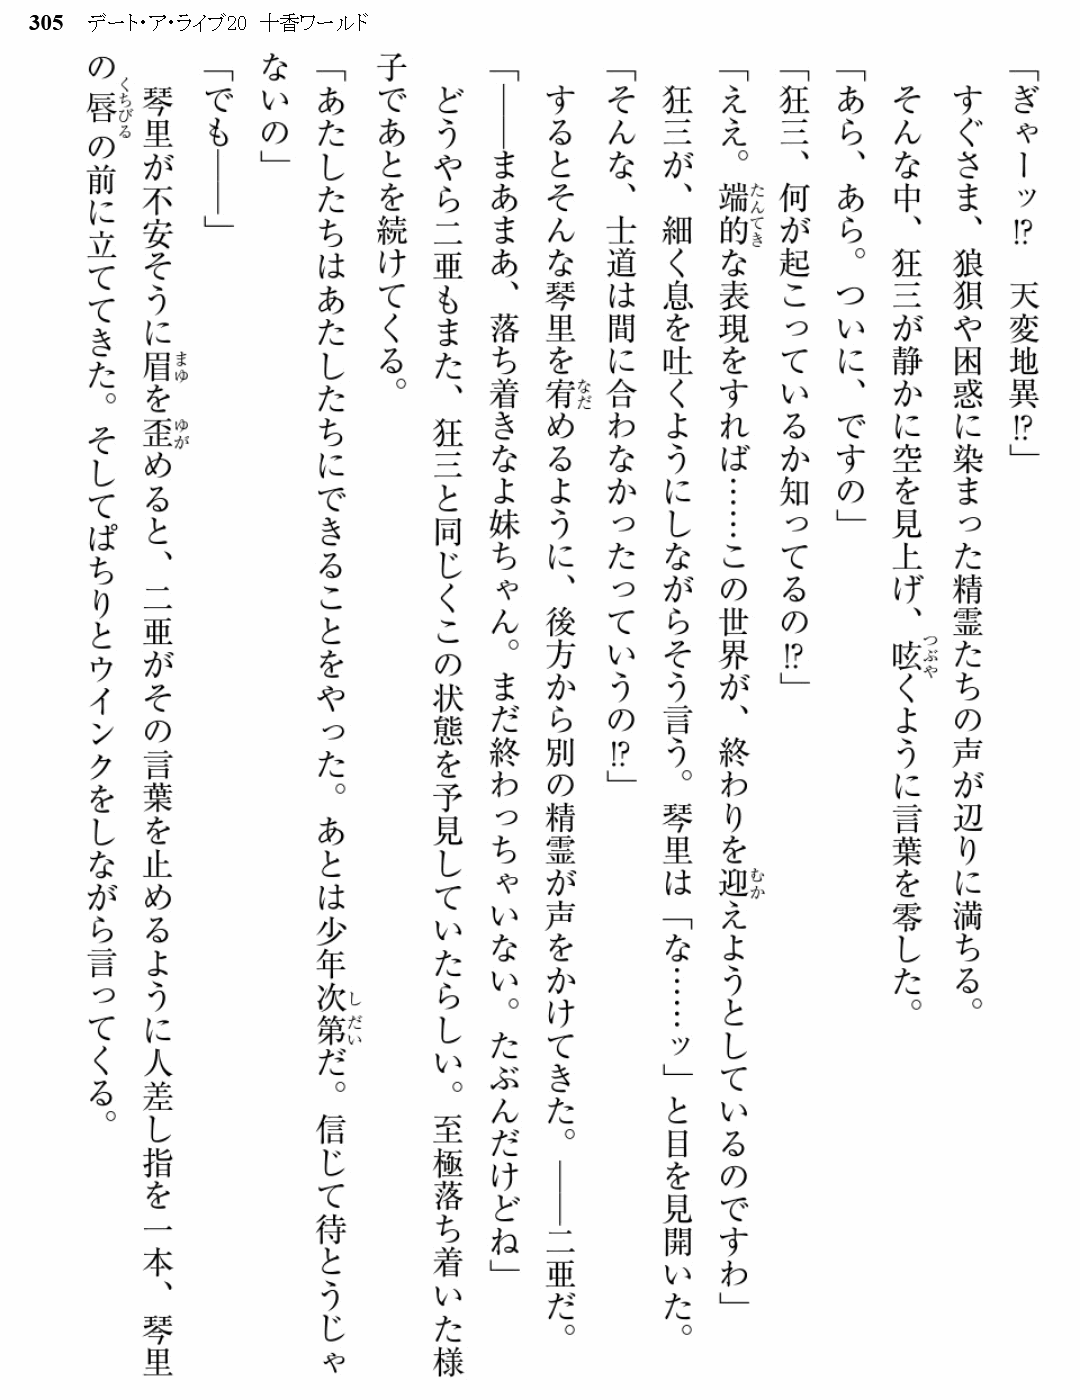 305 デート・ア・ライブ20 十香ワールド
「ぎゃーッ!? 天変地異!?」
すぐさま、狼狽や困惑に染まった精霊たちの声が辺りに満ちる。
そんな中、狂三が静かに空を見上げ、呟くように言葉を零した。
「あら、あら。ついに、ですの」
「狂三、何が起こっているか知ってるの!?」
「ええ。端的な表現をすれば……この世界が、終わりを迎えようとしているのですわ」
狂三が、細く息を吐くようにしながらそう言う。琴里は「な……ッ」と目を見開いた。
「そんな、士道は間に合わなかったっていうの!?」
するとそんな琴里を宥めるように、後方から別の精霊が声をかけてきた。――二亜だ。
「――まあまあ、落ち着きなよ妹ちゃん。まだ終わっちゃいない。たぶんだけどね」
どうやら二亜もまた、狂三と同じくこの状態を予見していたらしい。至極落ち着いた様
子であとを続けてくる。
「あたしたちはあたしたちにできることをやった。あとは少年次第だ。信じて待とうじゃ
ないの」
「でも――」
琴里が不安そうに眉を歪めると、二亜がその言葉を止めるように人差し指を一本、琴里
の唇の前に立ててきた。そしてぱちりとウインクをしながら言ってくる。